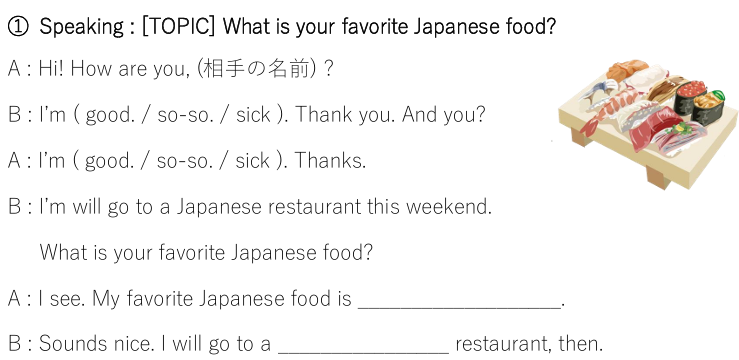 ① Speaking : [TOPIC] What is your favorite Japanese food?
A : Hi! How are you, (相手の名前) ?
B : I'm ( good. / so-so. / sick ). Thank you. And you?
A : I'm ( good. / so-so. / sick ). Thanks.
B : I'm will go to a Japanese restaurant this weekend.
What is your favorite Japanese food?
A : I see. My favorite Japanese food is ___________________.
B : Sounds nice. I will go to a ________________ restaurant, then.